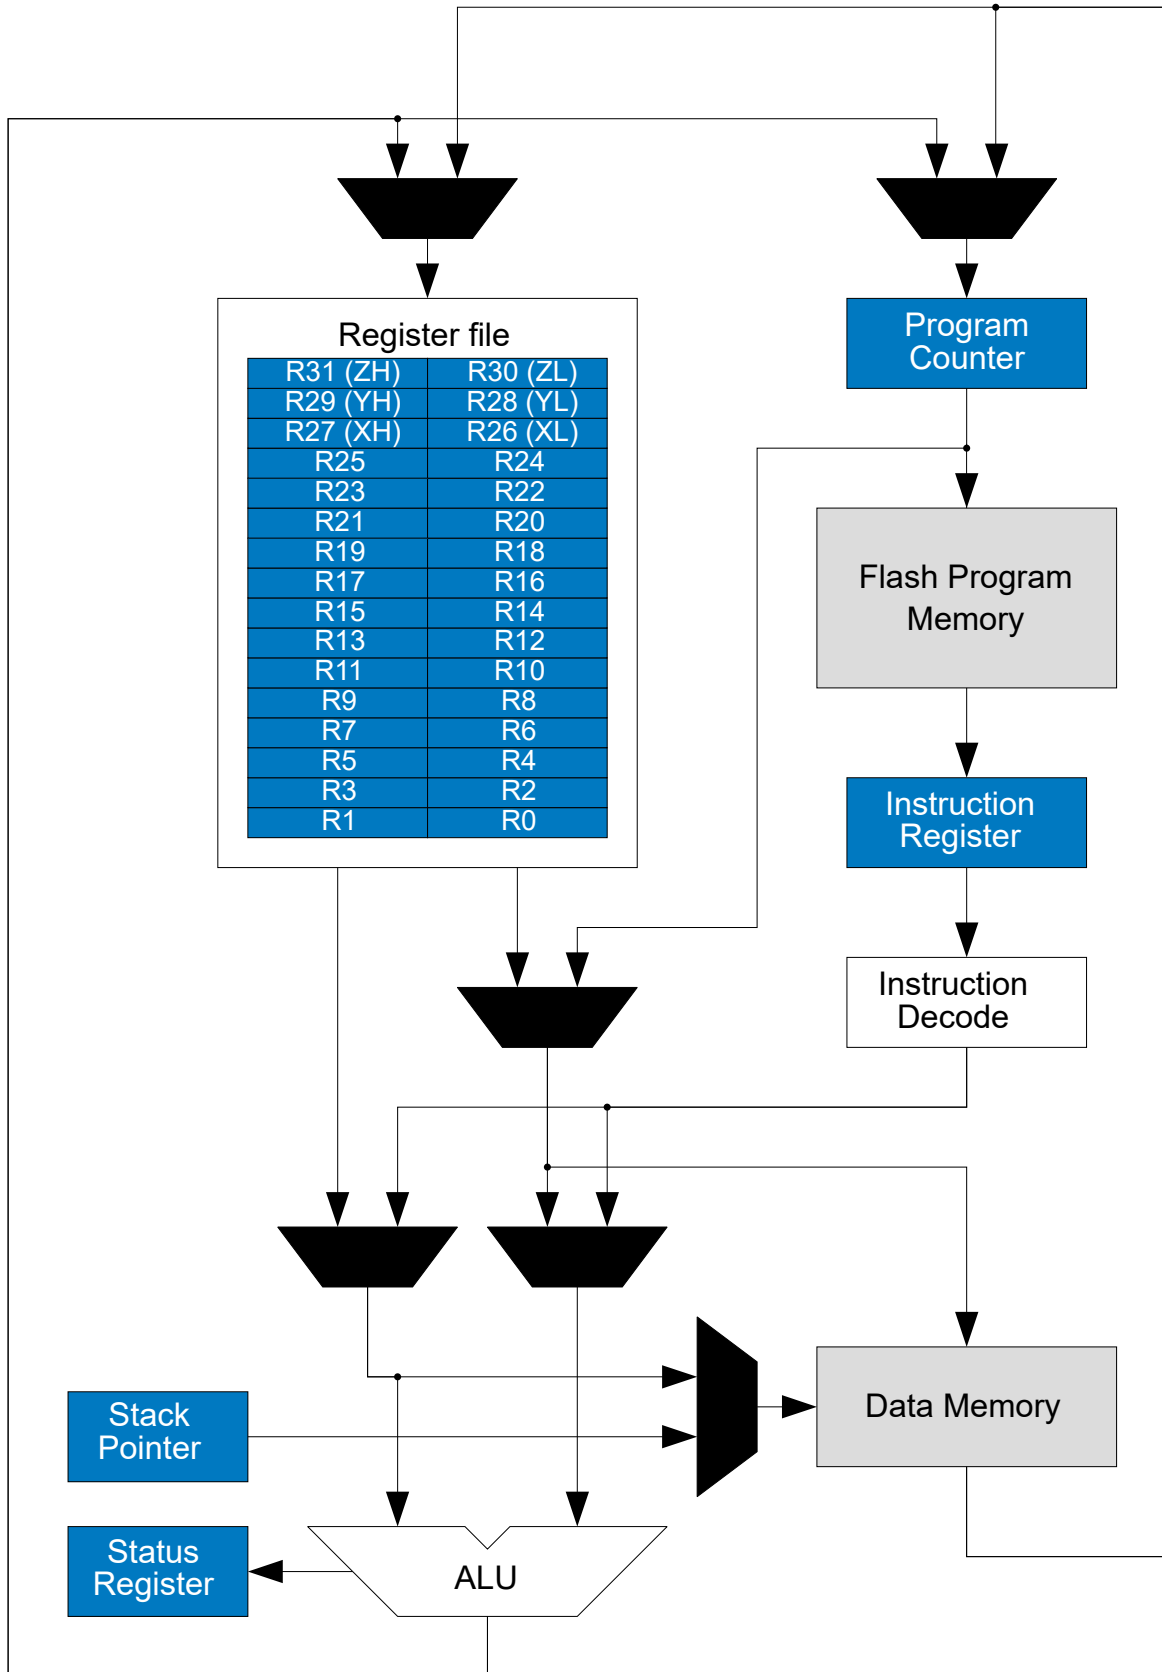 Register file
R31 (ZH) R30 (ZL)
R29 (YH) R28 (YL)
R27 (XH) R26 (XL)
R25 R24
R23 R22
R21 R20
R19 R18
R17 R16
R15 R14
R13 R12
R11 R10
R9 R8
R7 R6
R5 R4
R3 R2
R1 R0
Program
Counter
Flash Program
Memory
Instruction
Register
Instruction
Decode
Data Memory
Stack
Pointer
Status
Register
ALU